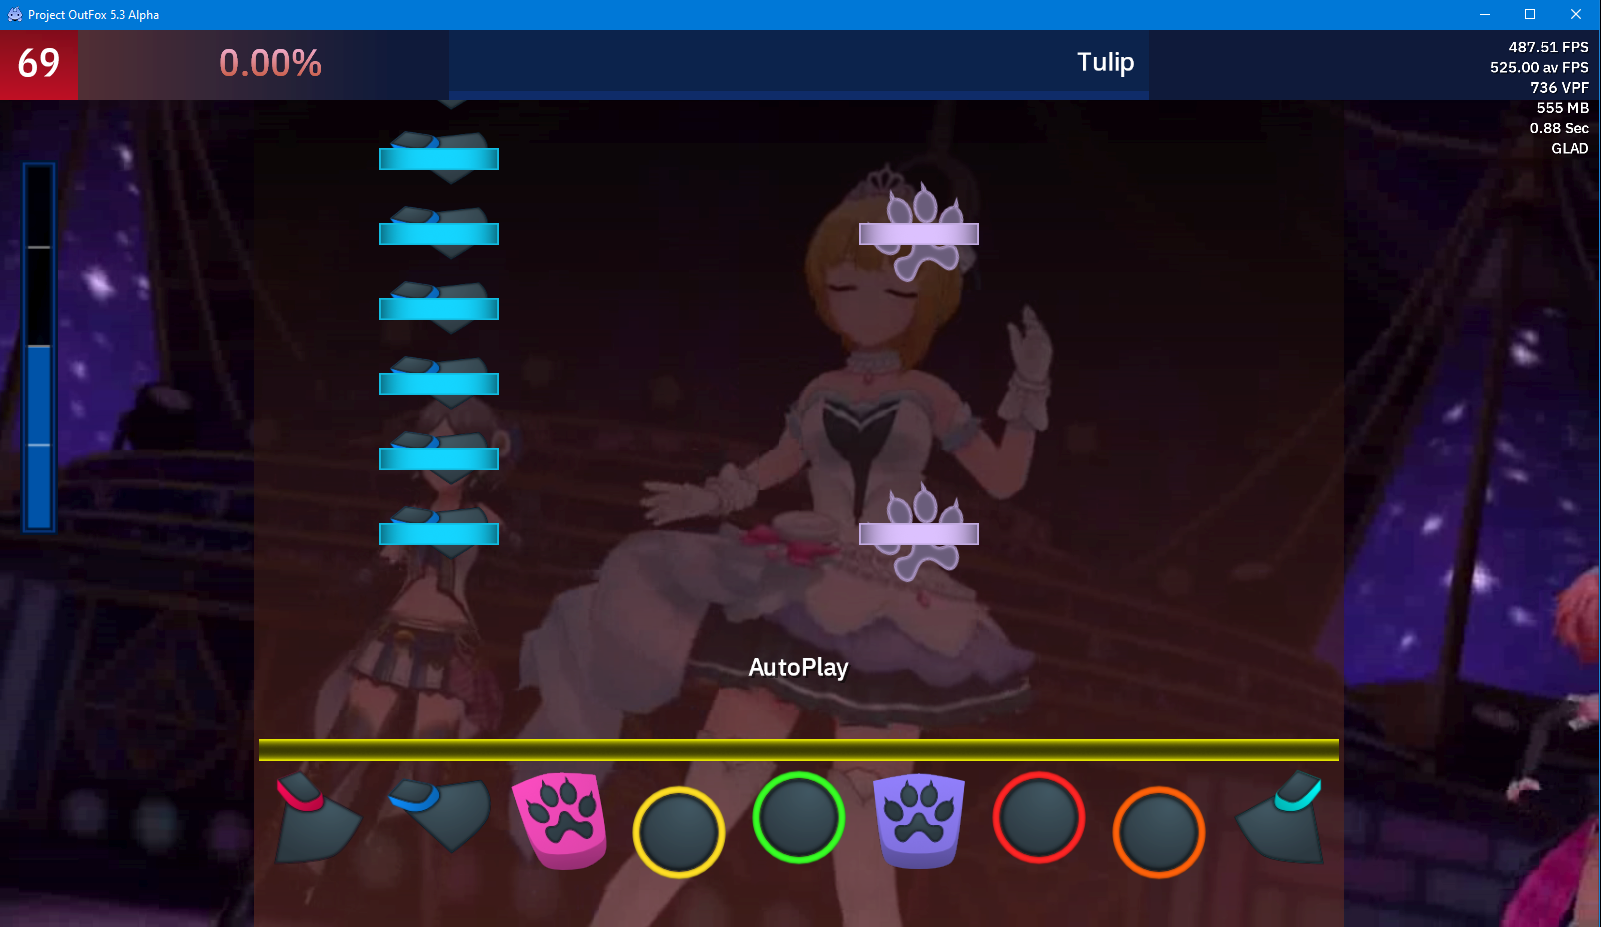 Project OutFox 5.3 Alpha
69
0.00%
Tulip
487.51 FPS
525.00 av FPS
736 VPF
555 MB
0.88 Sec
GLAD
AutoPlay